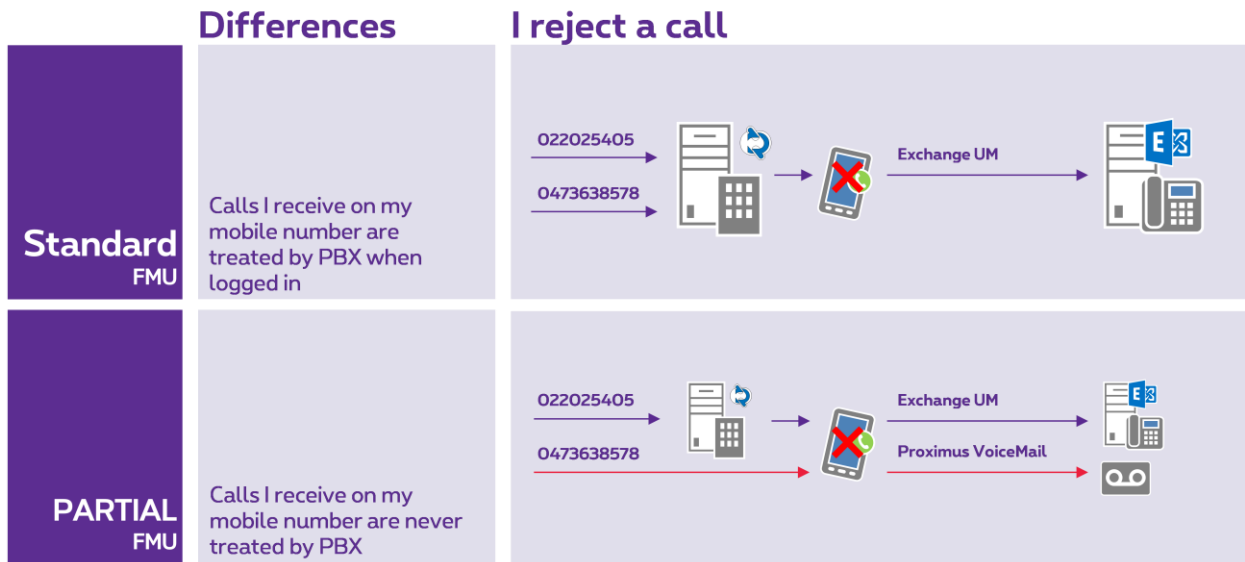 Differences
I reject a call
Standard
FMU
Calls I receive on my
mobile number are
treated by PBX when
logged in
022025405
0473638578
Exchange UM
E
PARTIAL
FMU
Calls I receive on my
mobile number are never
treated by PBX
022025405
0473638578
Exchange UM
Proximus VoiceMail
E